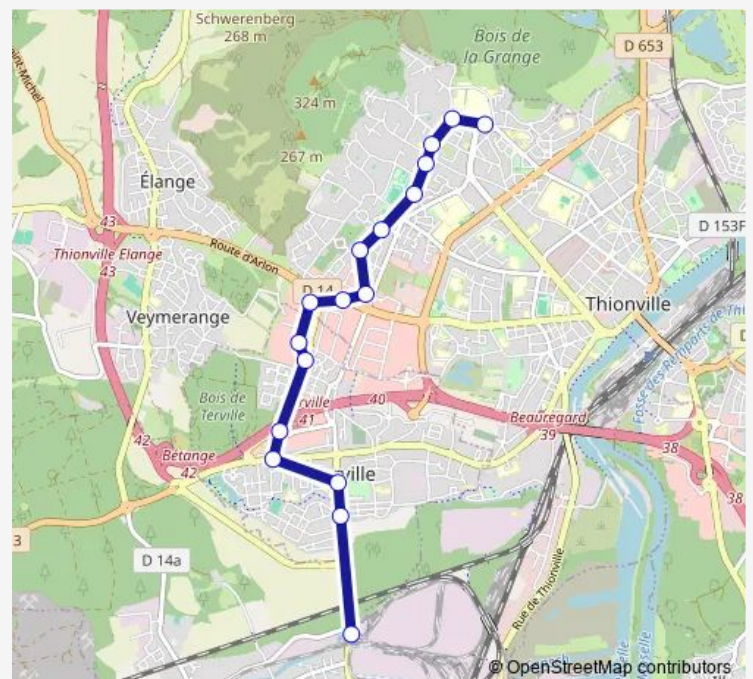 Schwerenberg
268 m
Bois de
la Grange
D 653
324 m
267 m
Élange
43
Thionville Elange
43
Route d'Arlon
D 153F
D 14
Thionville
Veymerange
Bois de
Terville
41
40
Beauregard
39
38
38
42
Bétange
42
ville
3
D 14a
Rue de Thionville
© OpenStreetMap contributors